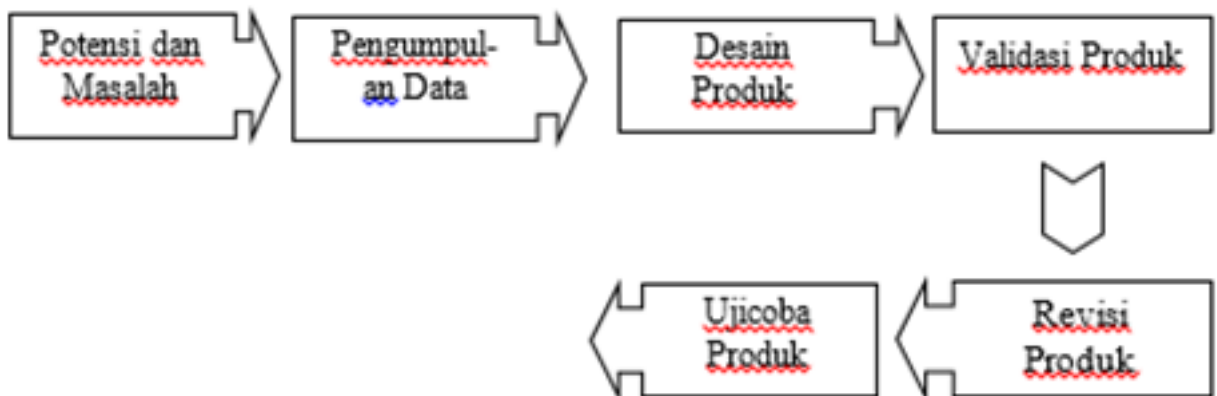 Potensi dan
Masalah
Pengumpul-
an Data
Desain
Produk
Validasi Produk
Revisi
Produk
Ujicoba
Produk